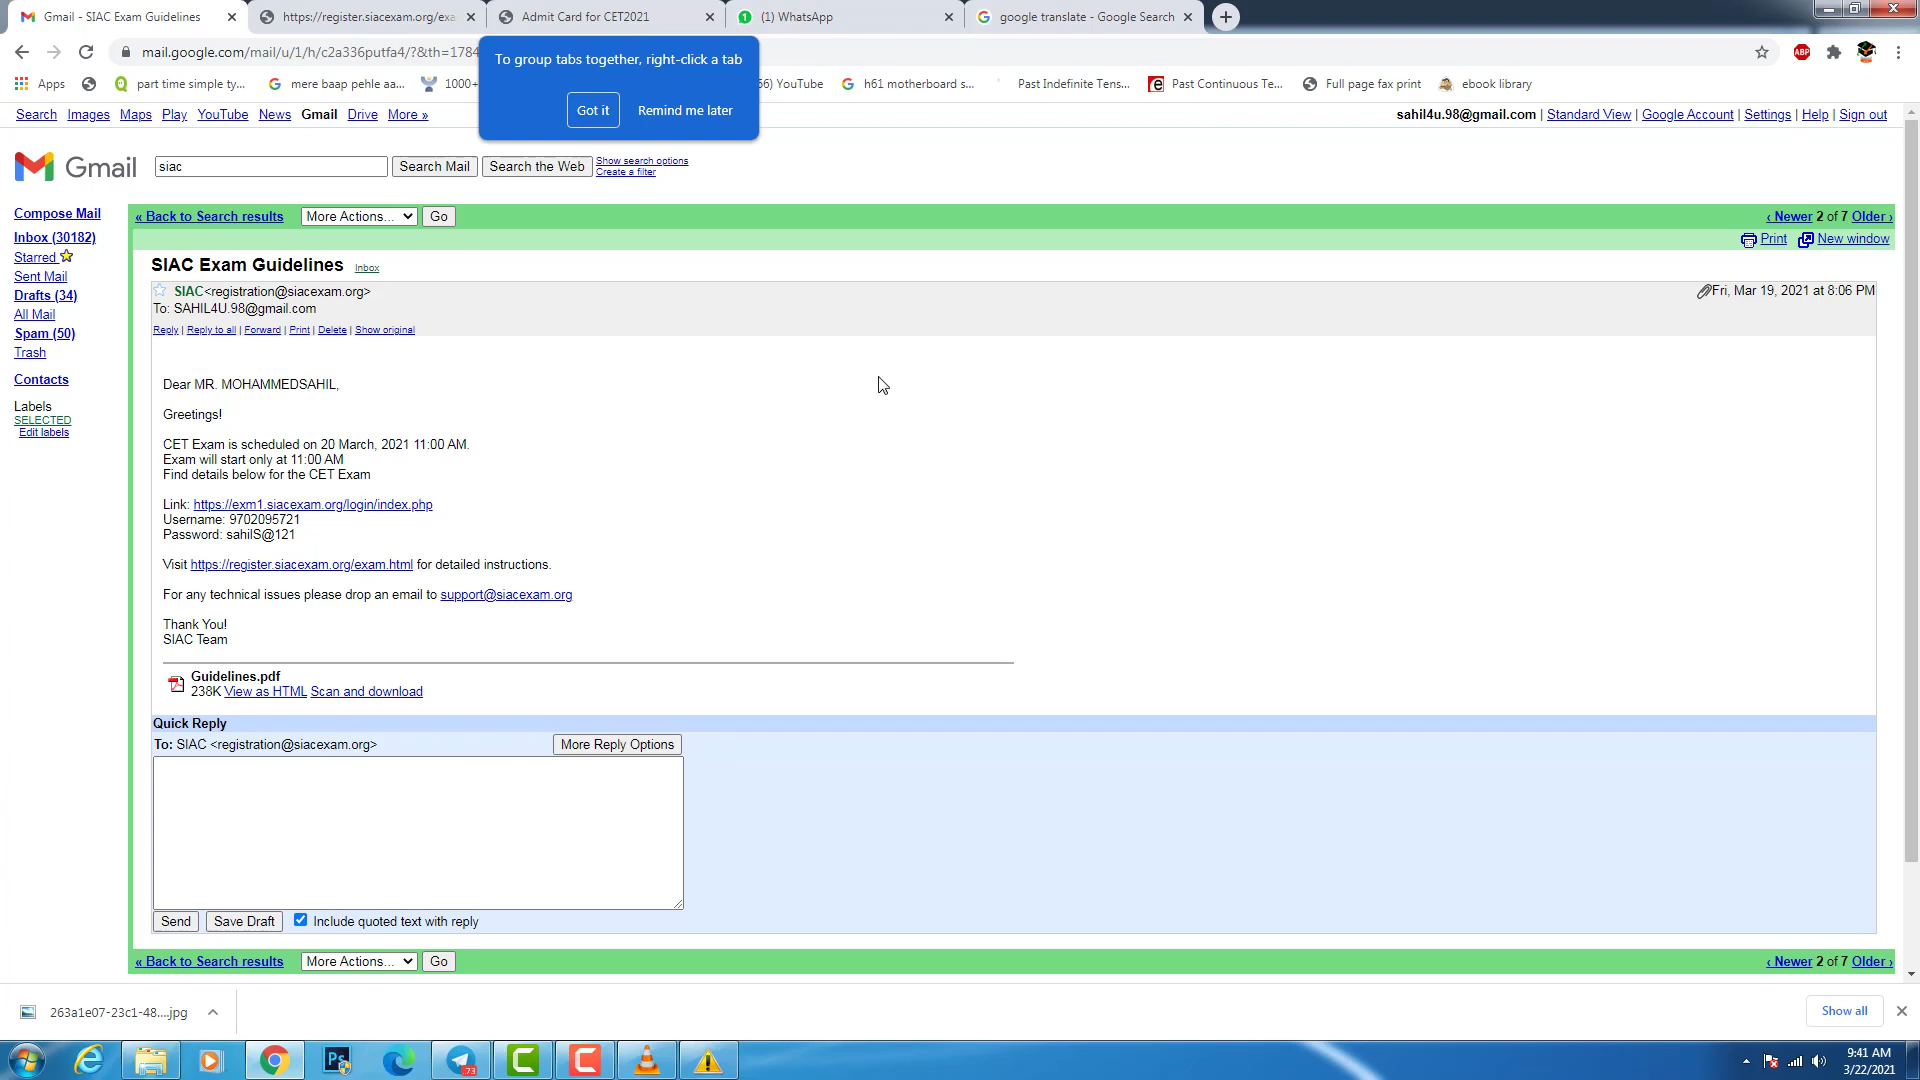 Gmail - SIAC Exam Guidelines
https://register.siacexam.org/exa
Admit Card for CET2021
(1) WhatsApp
google translate - Google Search
mail.google.com/mail/u/1/h/c2a336putfa4/?&th=1784
To group tabs together, right-click a tab
Got it
Remind me later
Apps
part time simple ty...
mere baap pehle aa...
1000+
56) YouTube
h61 motherboard s...
Past Indefinite Tens...
Past Continuous Te...
Full page fax print
ebook library
Search Images Maps Play YouTube News Gmail Drive More »
sahil4u.98@gmail.com | Standard View | Google Account | Settings | Help | Sign out
Gmail
siac
Search Mail
Search the Web
Show search options
Create a filter
Compose Mail
Inbox (30182)
Starred
Sent Mail
Drafts (34)
All Mail
Spam (50)
Trash
Contacts
Labels
SELECTED
Edit labels
« Back to Search results
More Actions...
Go
‹ Newer 2 of 7 Older ›
Print
New window
SIAC Exam Guidelines
Inbox
SIAC<registration@siacexam.org>
Fri, Mar 19, 2021 at 8:06 PM
To: SAHIL4U.98@gmail.com
Reply | Reply to all | Forward | Print | Delete | Show original
Dear MR. MOHAMMEDSAHIL,
Greetings!
CET Exam is scheduled on 20 March, 2021 11:00 AM.
Exam will start only at 11:00 AM
Find details below for the CET Exam
Link: https://exm1.siacexam.org/login/index.php
Username: 9702095721
Password: sahilS@121
Visit https://register.siacexam.org/exam.html for detailed instructions.
For any technical issues please drop an email to support@siacexam.org
Thank You!
SIAC Team
Guidelines.pdf
238K View as HTML Scan and download
Quick Reply
To: SIAC <registration@siacexam.org>
More Reply Options
Send
Save Draft
Include quoted text with reply
« Back to Search results
More Actions...
Go
‹ Newer 2 of 7 Older ›
263a1e07-23c1-48....jpg
Show all
Ps
73
9:41 AM
3/22/2021